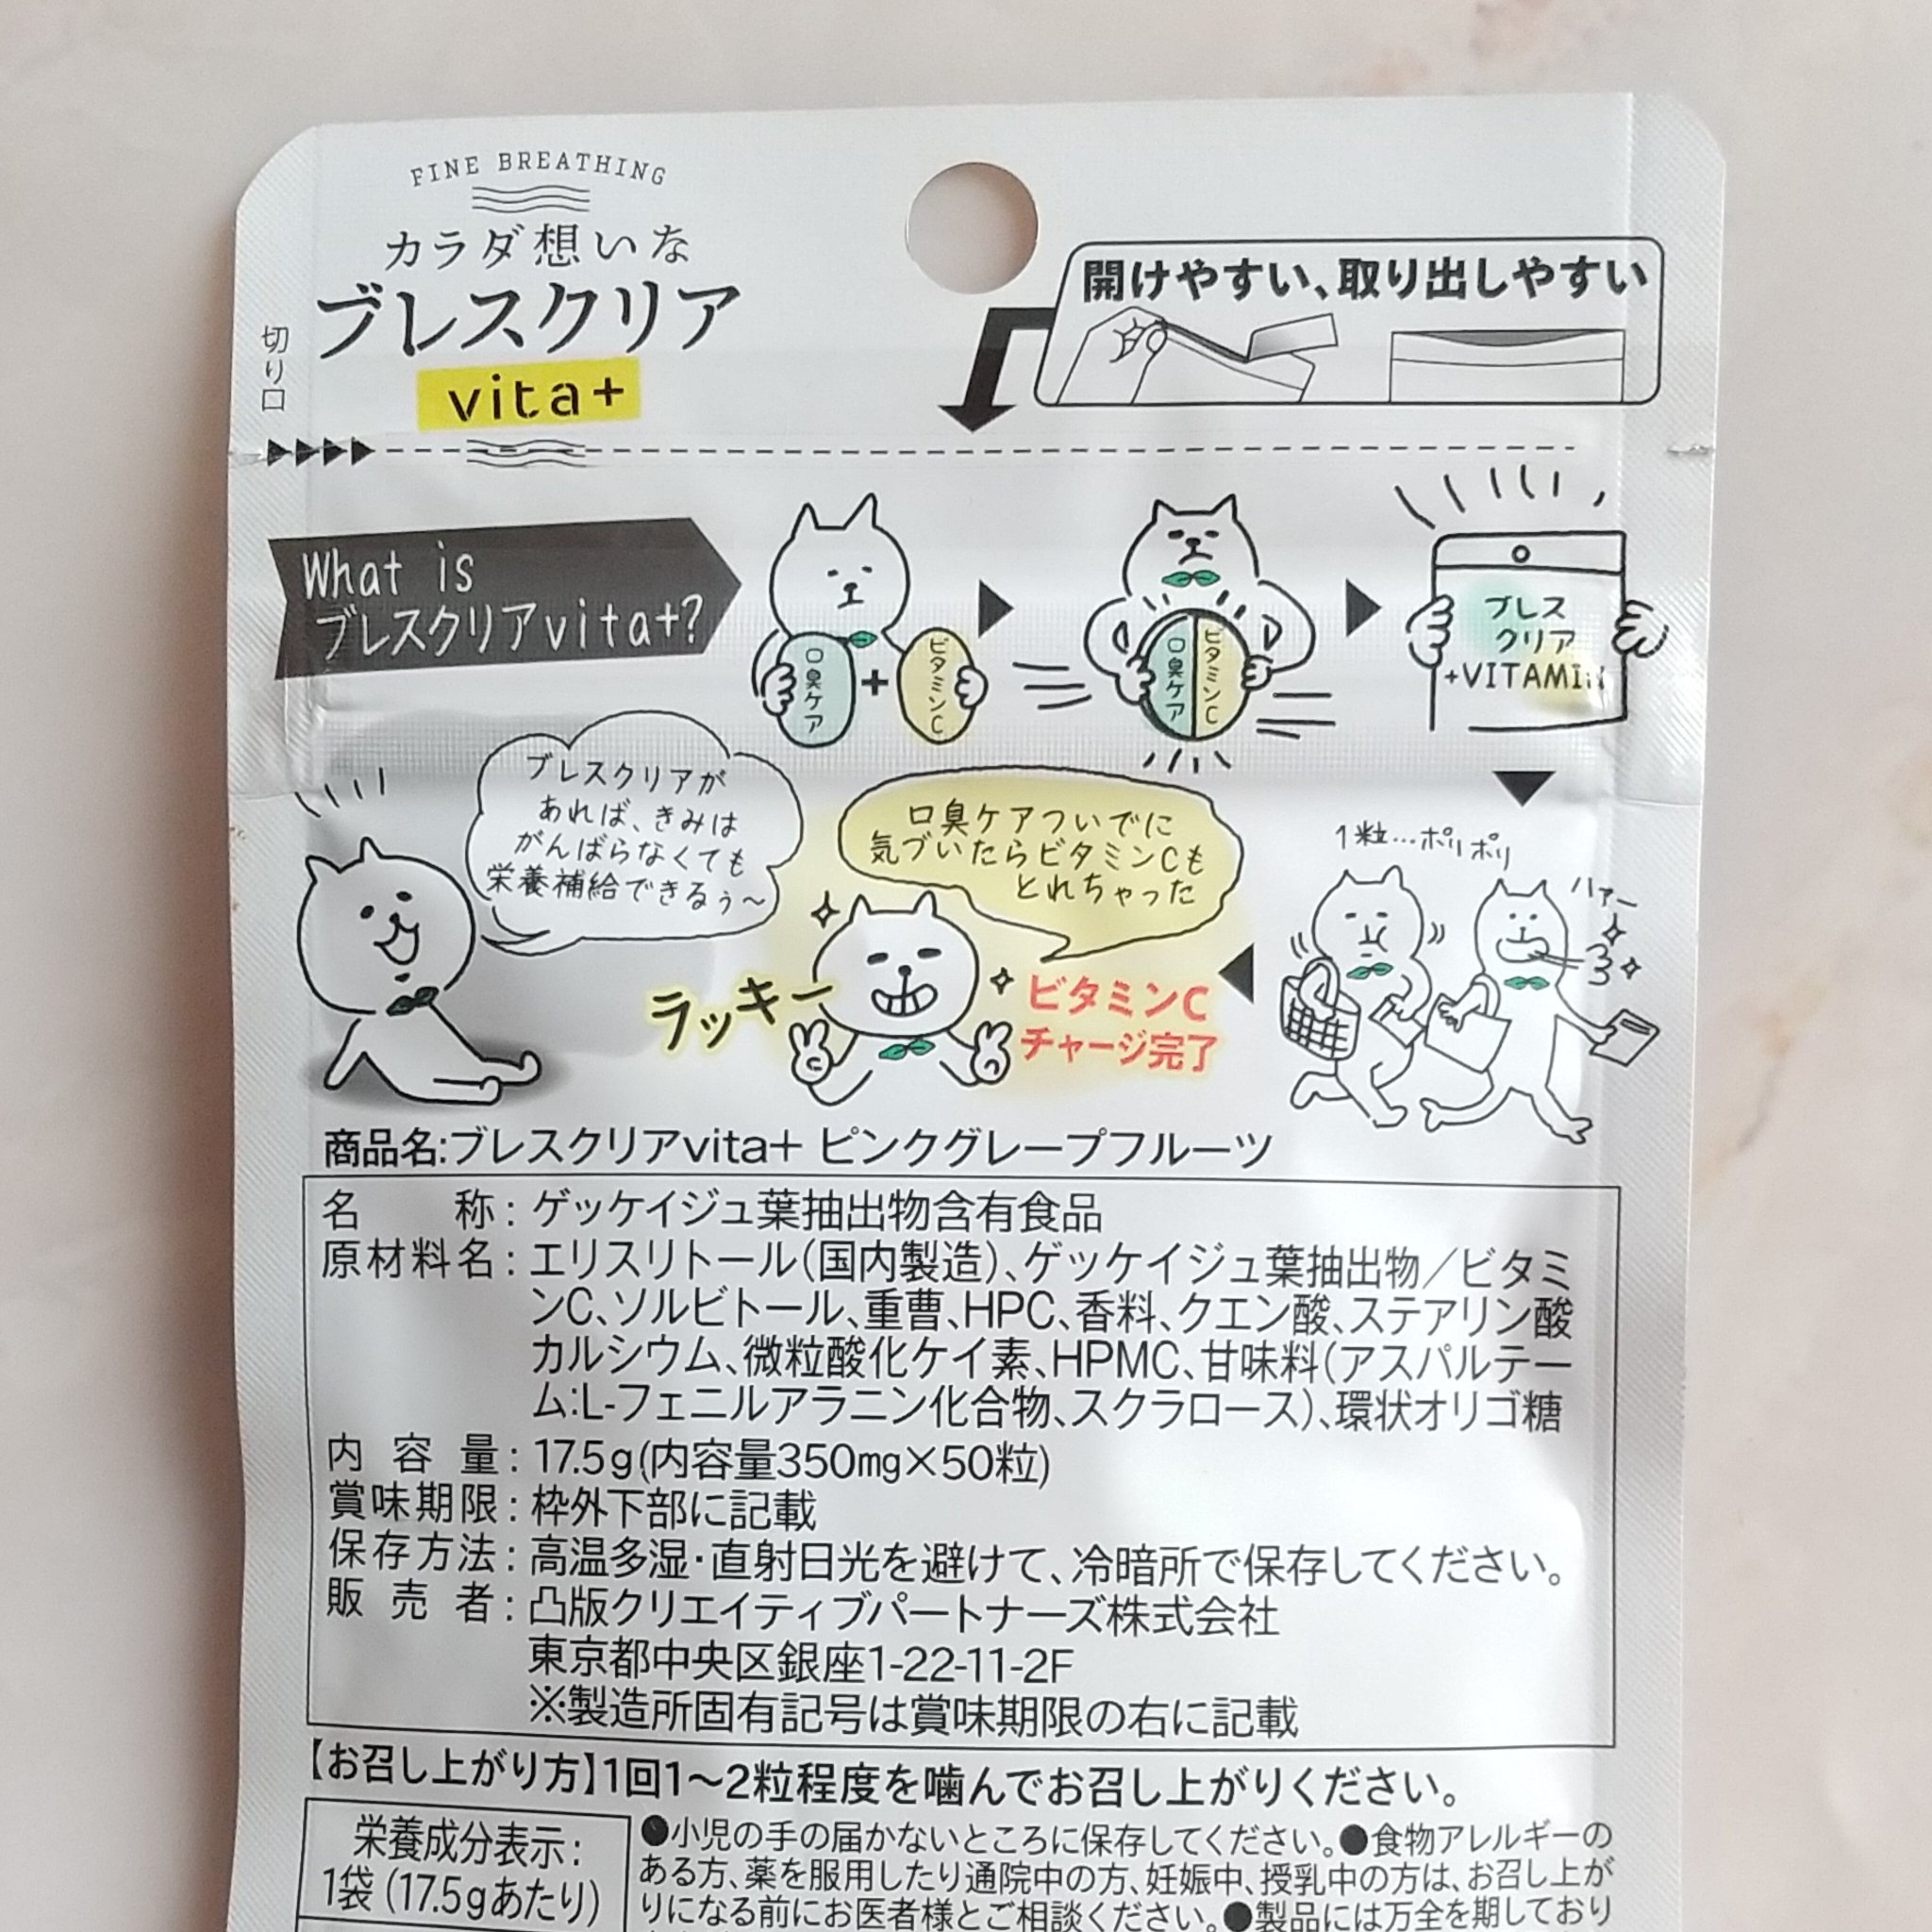 FINE BREATHING
カラダ想いな
ブレスクリア
vita+
切り口
開けやすい、取り出しやすい
What is
ブレスクリアvita+?
口臭ケア
+
ビタミンC
口臭ケア
ビタミンC
ブレス
クリア
+VITAMIN
ブレスクリアが
あれば、きみは
がんばらなくても
栄養補給できるぅ〜
口臭ケアついでに
気づいたらビタミンCも
とれちゃった
1粒…ポリポリ
ハァー
ラッキー
ビタミンC
チャージ完了
商品名:ブレスクリアvita+ ピンクグレープフルーツ
名称:ゲッケイジュ葉抽出物含有食品
原材料名:エリスリトール(国内製造)、ゲッケイジュ葉抽出物/ビタミ
ンC、ソルビトール、重曹、HPC、香料、クエン酸、ステアリン酸
カルシウム、微粒酸化ケイ素、HPMC、甘味料(アスパルテー
ム:L-フェニルアラニン化合物、スクラロース)、環状オリゴ糖
内容量:17.5g(内容量350mg×50粒)
賞味期限:枠外下部に記載
保存方法:高温多湿・直射日光を避けて、冷暗所で保存してください。
販売者:凸版クリエイティブパートナーズ株式会社
東京都中央区銀座1-22-11-2F
※製造所固有記号は賞味期限の右に記載
【お召し上がり方】1回1〜2粒程度を噛んでお召し上がりください。
栄養成分表示:
1袋(17.5gあたり)
●小児の手の届かないところに保存してください。●食物アレルギーの
ある方、薬を服用したり通院中の方、妊娠中、授乳中の方は、お召し上が
りになる前にお医者様とご相談ください。●製品には万全を期しており